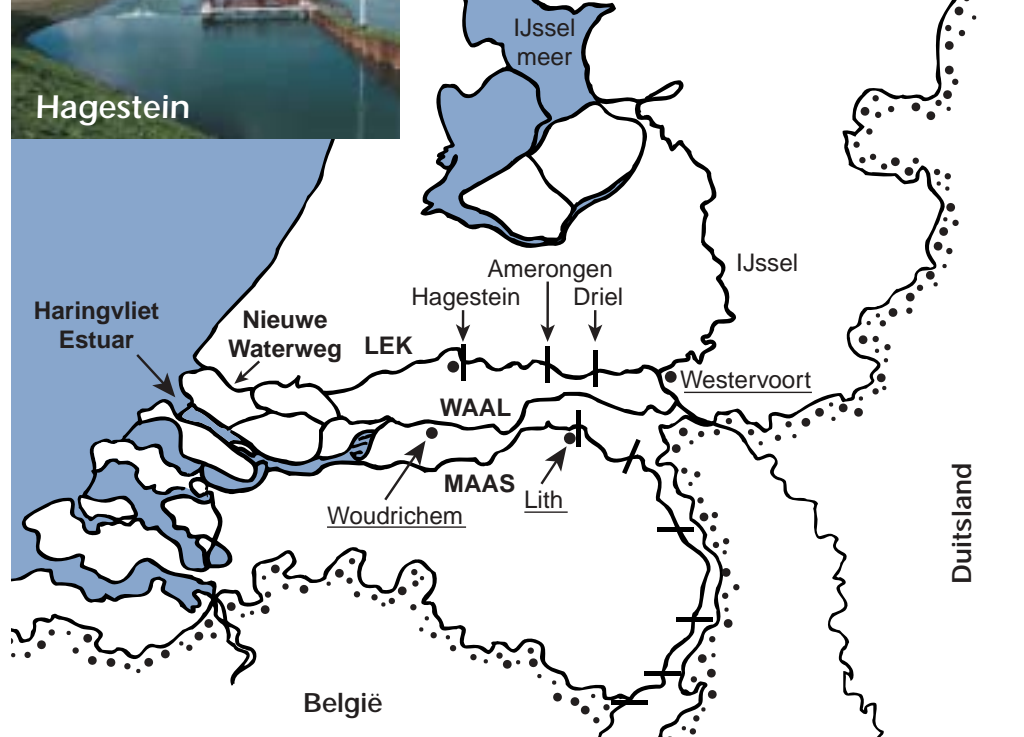 IJssel
meer
Hagestein
IJssel
Amerongen
Hagestein
Driel
Haringvliet
Estuar
Nieuwe
Waterweg
LEK
Westervoort
WAAL
MAAS
Lith
Woudrichem
Duitsland
België